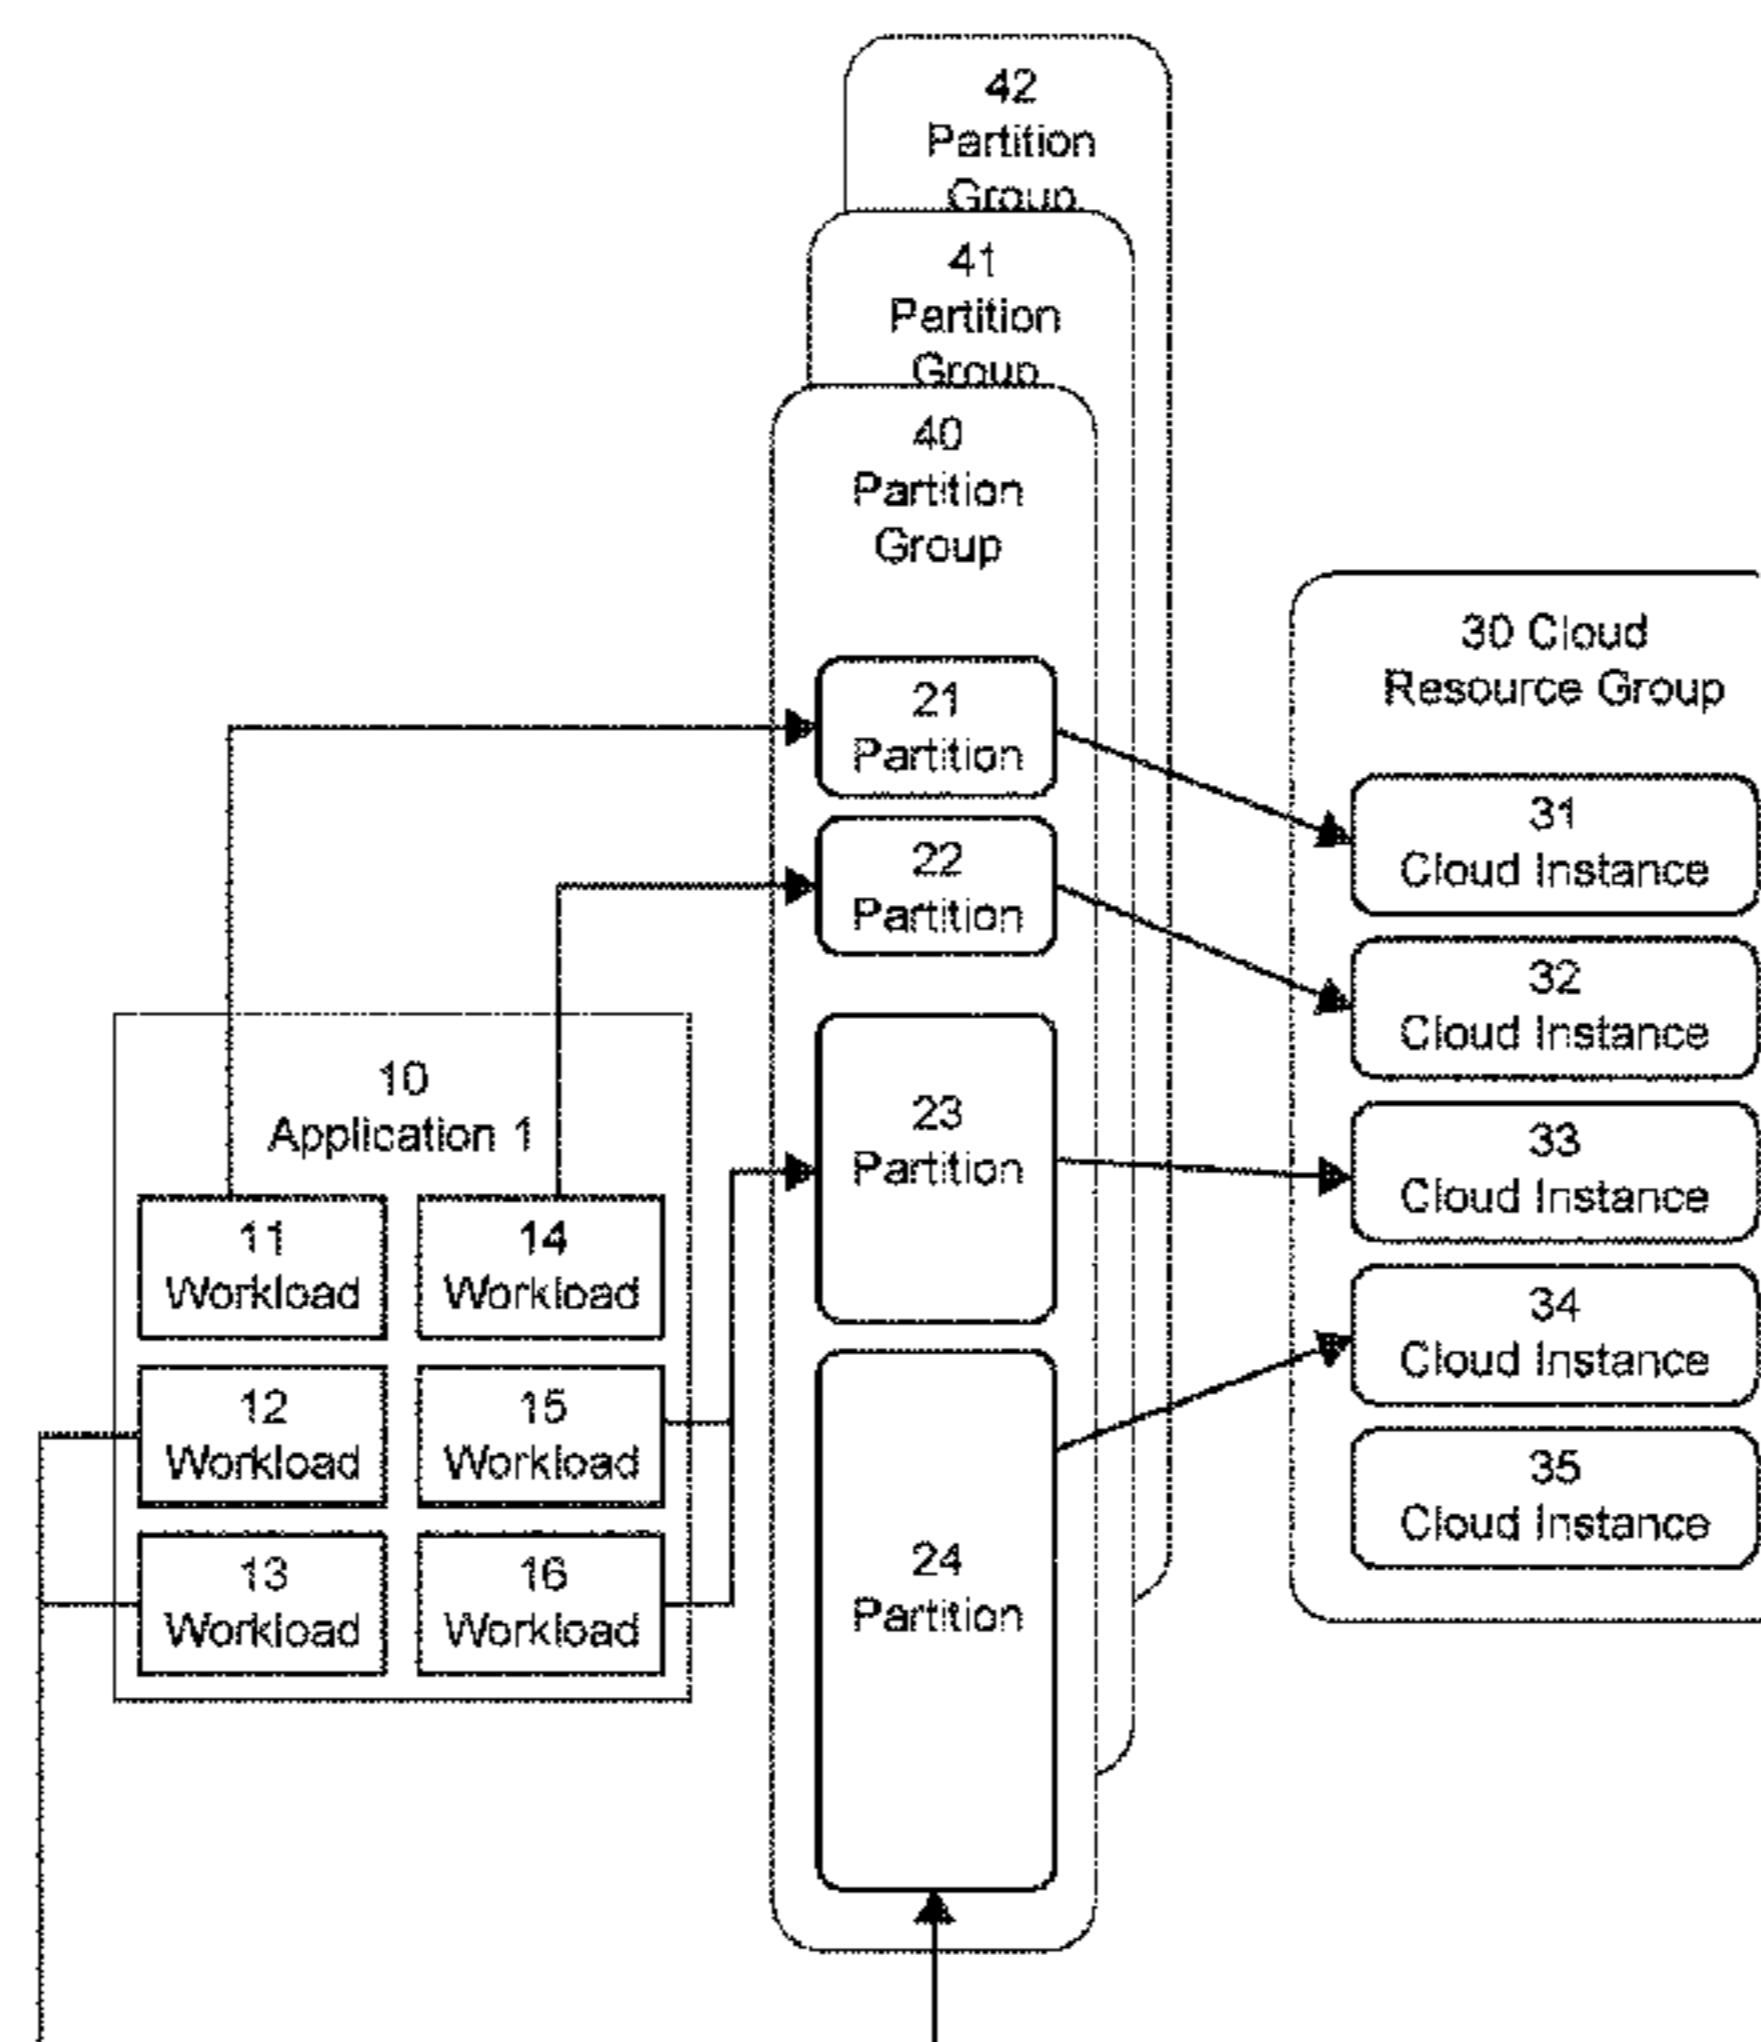 42
Partition
Group
41
Partition
Group
40
Partition
Group
30 Cloud
Resource Group
21
Partition
22
Partition
23
Partition
24
Partition
31
Cloud Instance
32
Cloud Instance
33
Cloud Instance
34
Cloud Instance
35
Cloud Instance
10
Application 1
11
Workload
14
Workload
12
Workload
15
Workload
13
Workload
16
Workload